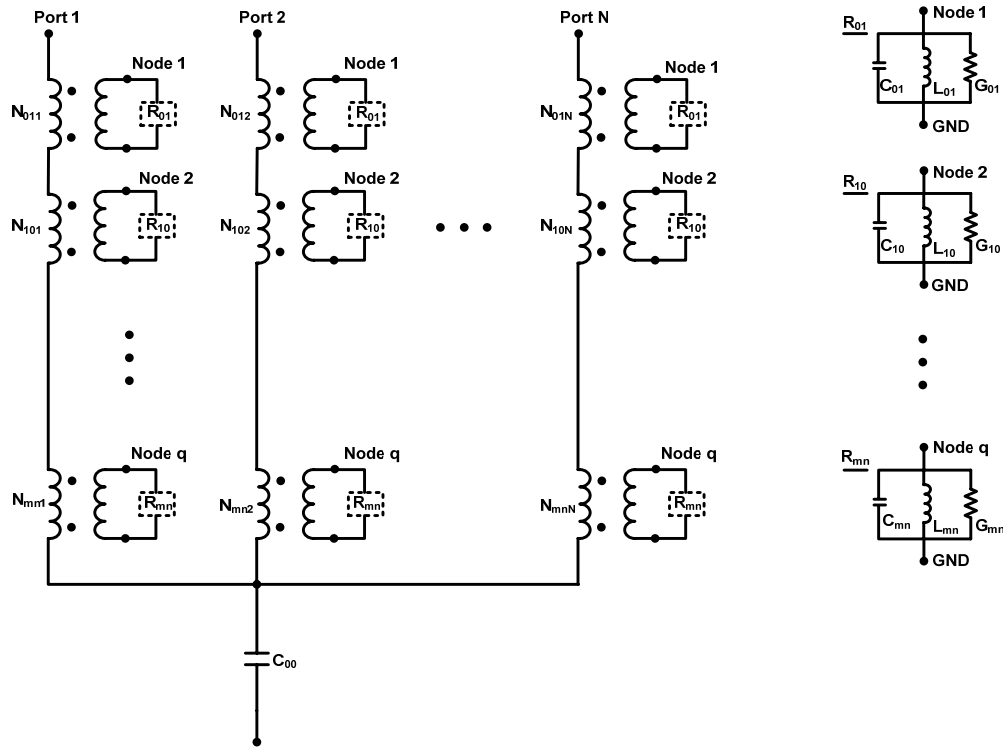 Port 1
Port 2
Port N
Node 1
N₀₁₁
R₀₁
Node 1
N₀₁₂
R₀₁
Node 1
N₀₁N
R₀₁
Node 2
N₁₀₁
R₁₀
Node 2
N₁₀₂
R₁₀
Node 2
N₁₀N
R₁₀
Node q
Nmn1
Rmn
Node q
Nmn2
Rmn
Node q
NmnN
Rmn
C₀₀
Node 1
R₀₁
C₀₁
L₀₁
G₀₁
GND
Node 2
R₁₀
C₁₀
L₁₀
G₁₀
GND
Node q
Rmn
Cmn
Lmn
Gmn
GND